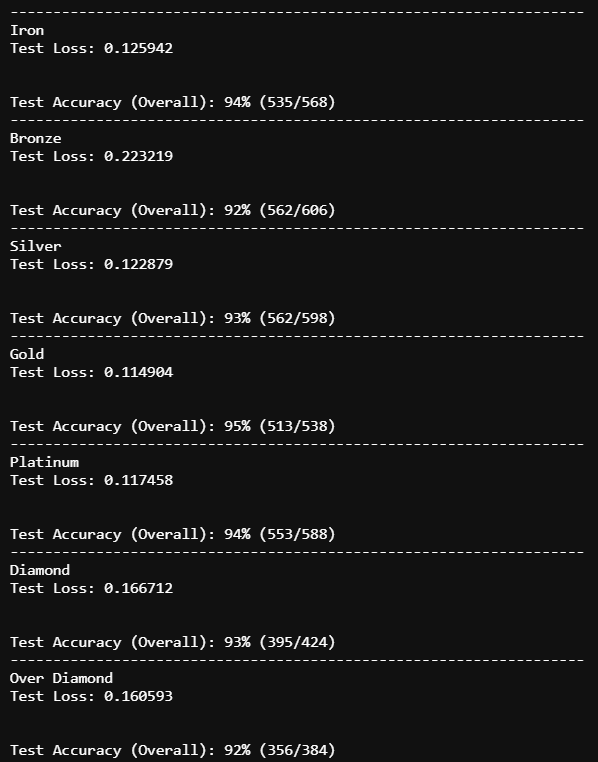 -------------------------------------------------------------------
Iron
Test Loss: 0.125942
Test Accuracy (Overall): 94% (535/568)
-------------------------------------------------------------------
Bronze
Test Loss: 0.223219
Test Accuracy (Overall): 92% (562/606)
-------------------------------------------------------------------
Silver
Test Loss: 0.122879
Test Accuracy (Overall): 93% (562/598)
-------------------------------------------------------------------
Gold
Test Loss: 0.114904
Test Accuracy (Overall): 95% (513/538)
-------------------------------------------------------------------
Platinum
Test Loss: 0.117458
Test Accuracy (Overall): 94% (553/588)
-------------------------------------------------------------------
Diamond
Test Loss: 0.166712
Test Accuracy (Overall): 93% (395/424)
-------------------------------------------------------------------
Over Diamond
Test Loss: 0.160593
Test Accuracy (Overall): 92% (356/384)